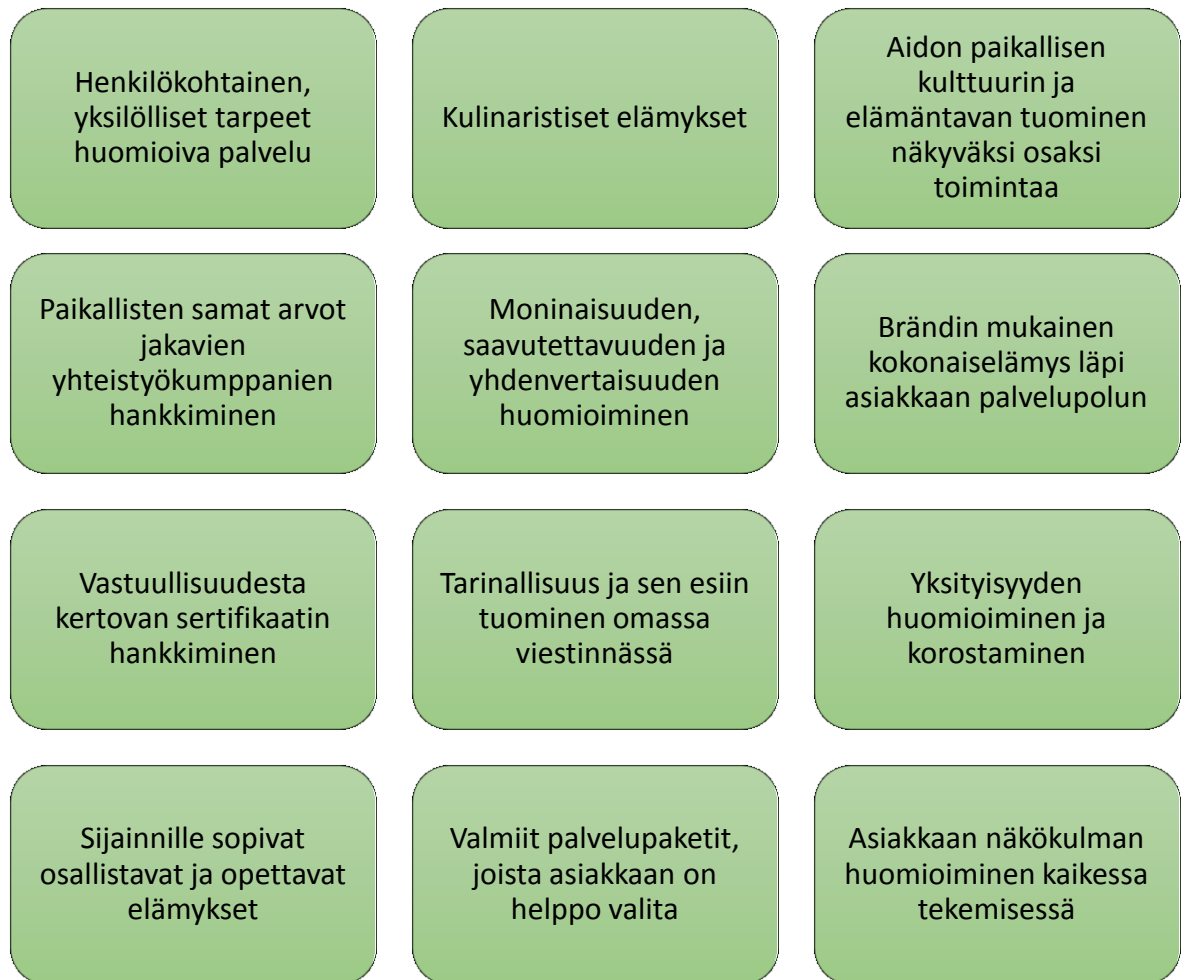 Henkilökohtainen,
yksilölliset tarpeet
huomioiva palvelu
Kulinaristiset elämykset
Aidon paikallisen
kulttuurin ja
elämäntavan tuominen
näkyväksi osaksi
toimintaa
Paikallisten samat arvot
jakavien
yhteistyökumppanien
hankkiminen
Moninaisuuden,
saavutettavuuden ja
yhdenvertaisuuden
huomioiminen
Brändin mukainen
kokonaiselämys läpi
asiakkaan palvelupolun
Vastuullisuudesta
kertovan sertifikaatin
hankkiminen
Tarinallisuus ja sen esiin
tuominen omassa
viestinnässä
Yksityisyyden
huomioiminen ja
korostaminen
Sijainnille sopivat
osallistavat ja opettavat
elämykset
Valmiit palvelupaketit,
joista asiakkaan on
helppo valita
Asiakkaan näkökulman
huomioiminen kaikessa
tekemisessä